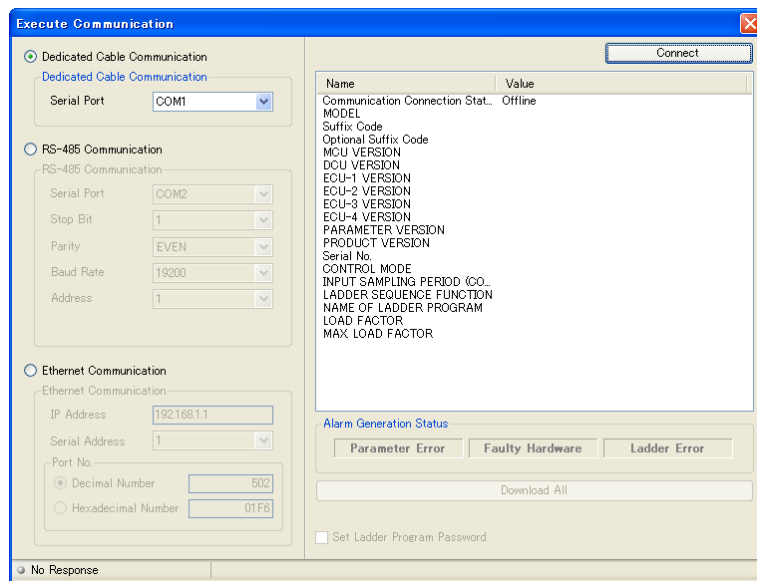 Execute Communication
Dedicated Cable Communication
Dedicated Cable Communication
Serial Port COM1
RS-485 Communication
RS-485 Communication
Serial Port COM2
Stop Bit 1
Parity EVEN
Baud Rate 19200
Address 1
Ethernet Communication
Ethernet Communication
IP Address 192.168.1.1
Serial Address 1
Port No.
Decimal Number 502
Hexadecimal Number 01F6
Connect
Name Value
Communication Connection Stat... Offline
MODEL
Suffix Code
Optional Suffix Code
MCU VERSION
DCU VERSION
ECU-1 VERSION
ECU-2 VERSION
ECU-3 VERSION
ECU-4 VERSION
PARAMETER VERSION
PRODUCT VERSION
Serial No.
CONTROL MODE
INPUT SAMPLING PERIOD (CO...
LADDER SEQUENCE FUNCTION
NAME OF LADDER PROGRAM
LOAD FACTOR
MAX. LOAD FACTOR
Alarm Generation Status
Parameter Error Faulty Hardware Ladder Error
Download All
Set Ladder Program Password
No Response